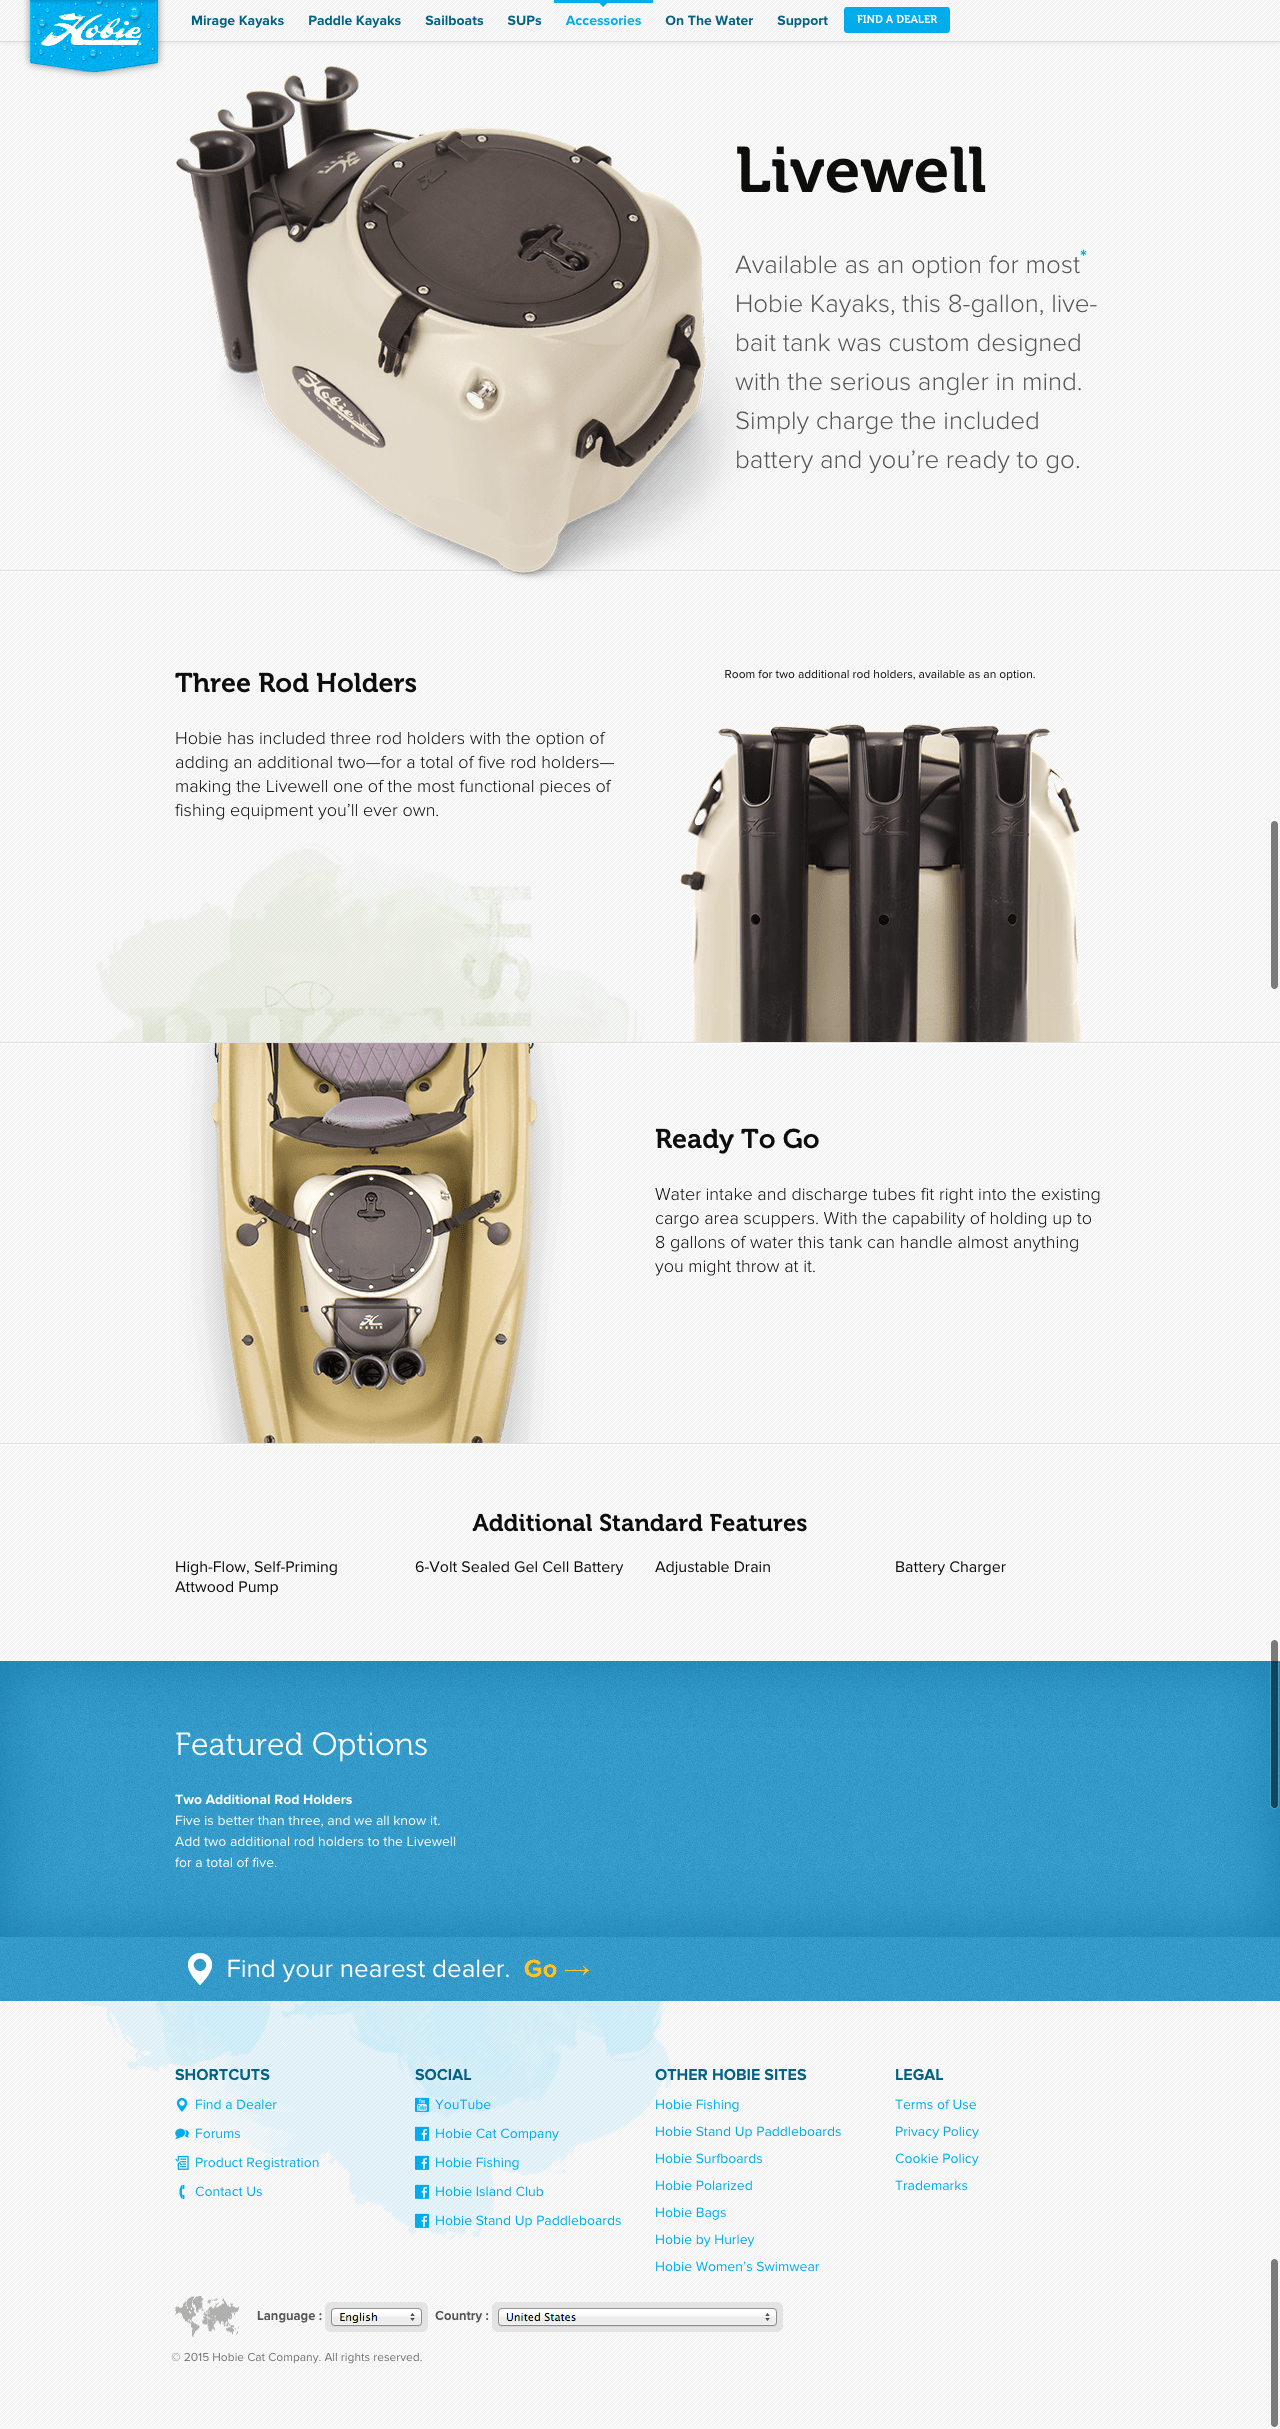 Hobie
Mirage Kayaks Paddle Kayaks Sailboats SUPs Accessories On The Water Support FIND A DEALER
Livewell
Available as an option for most*
Hobie Kayaks, this 8-gallon, live-
bait tank was custom designed
with the serious angler in mind.
Simply charge the included
battery and you’re ready to go.
Hobie
Three Rod Holders
Room for two additional rod holders, available as an option.
Hobie has included three rod holders with the option of
adding an additional two—for a total of five rod holders—
making the Livewell one of the most functional pieces of
fishing equipment you’ll ever own.
Ready To Go
Water intake and discharge tubes fit right into the existing
cargo area scuppers. With the capability of holding up to
8 gallons of water this tank can handle almost anything
you might throw at it.
HOBIE
Additional Standard Features
High-Flow, Self-Priming
Attwood Pump
6-Volt Sealed Gel Cell Battery
Adjustable Drain
Battery Charger
Featured Options
Two Additional Rod Holders
Five is better than three, and we all know it.
Add two additional rod holders to the Livewell
for a total of five.
Find your nearest dealer. Go →
SHORTCUTS
Find a Dealer
Forums
Product Registration
Contact Us
SOCIAL
YouTube
Hobie Cat Company
Hobie Fishing
Hobie Island Club
Hobie Stand Up Paddleboards
OTHER HOBIE SITES
Hobie Fishing
Hobie Stand Up Paddleboards
Hobie Surfboards
Hobie Polarized
Hobie Bags
Hobie by Hurley
Hobie Women’s Swimwear
LEGAL
Terms of Use
Privacy Policy
Cookie Policy
Trademarks
Language : English Country : United States
© 2015 Hobie Cat Company. All rights reserved.